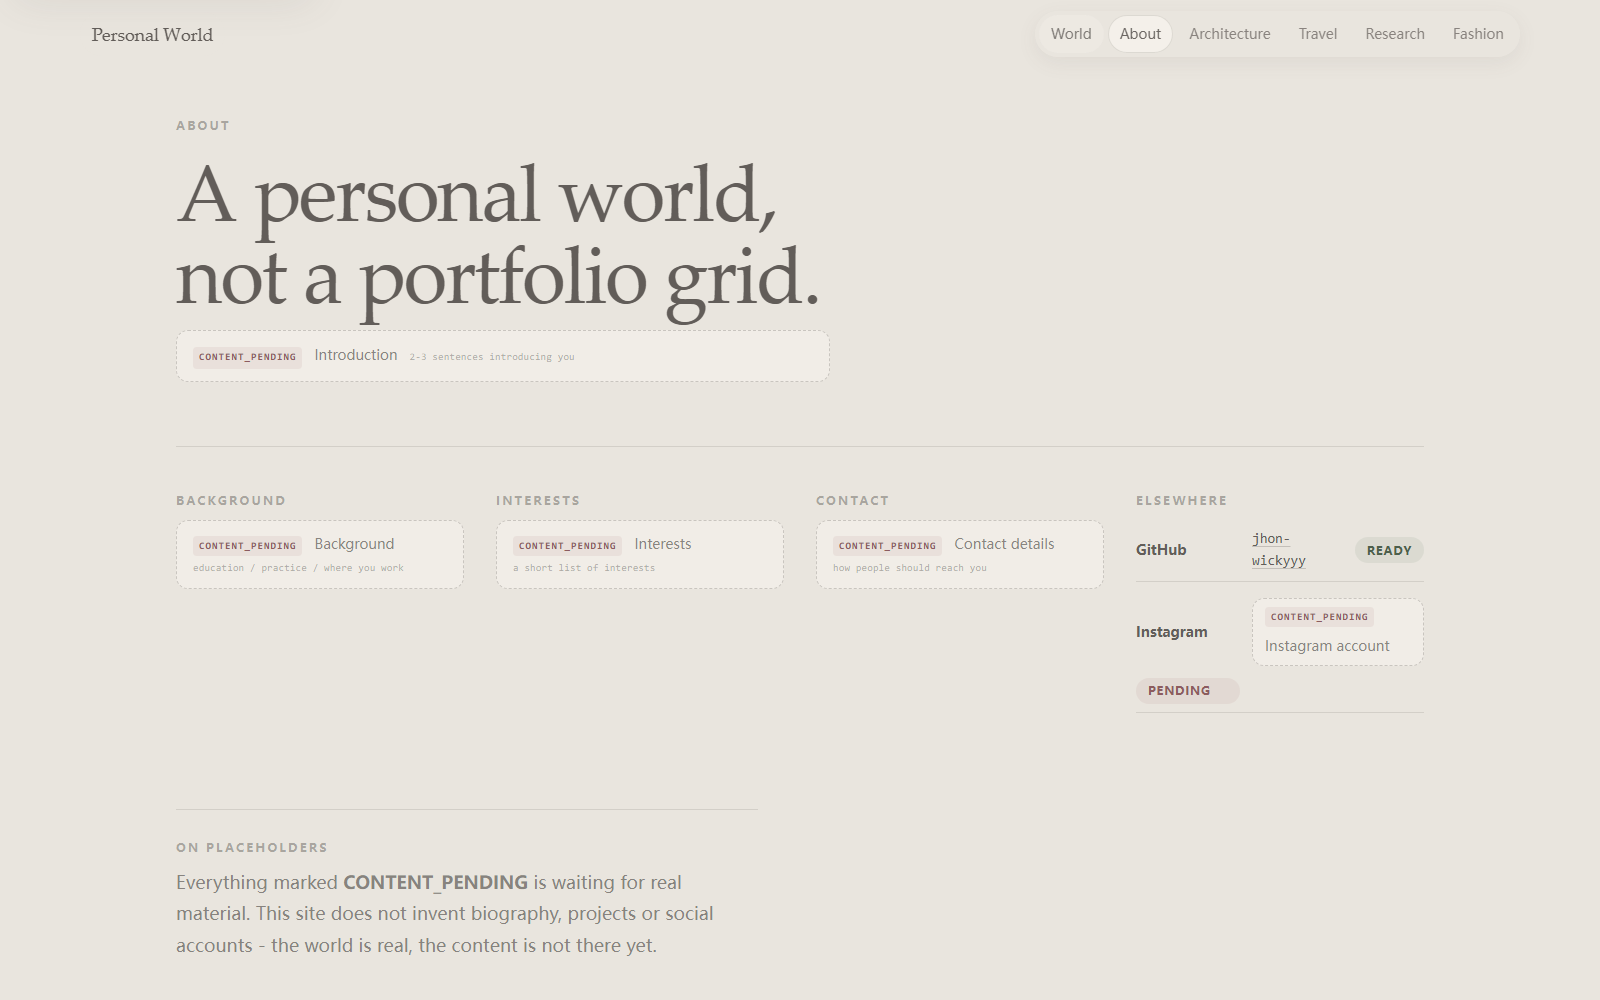 Personal World
World About Architecture Travel Research Fashion
ABOUT
A personal world,
not a portfolio grid.
CONTENT_PENDING Introduction 2-3 sentences introducing you
BACKGROUND
CONTENT_PENDING Background
education / practice / where you work
INTERESTS
CONTENT_PENDING Interests
a short list of interests
CONTACT
CONTENT_PENDING Contact details
how people should reach you
ELSEWHERE
GitHub
jhon-
wickyyy
READY
Instagram
CONTENT_PENDING
Instagram account
PENDING
ON PLACEHOLDERS
Everything marked CONTENT_PENDING is waiting for real
material. This site does not invent biography, projects or social
accounts - the world is real, the content is not there yet.